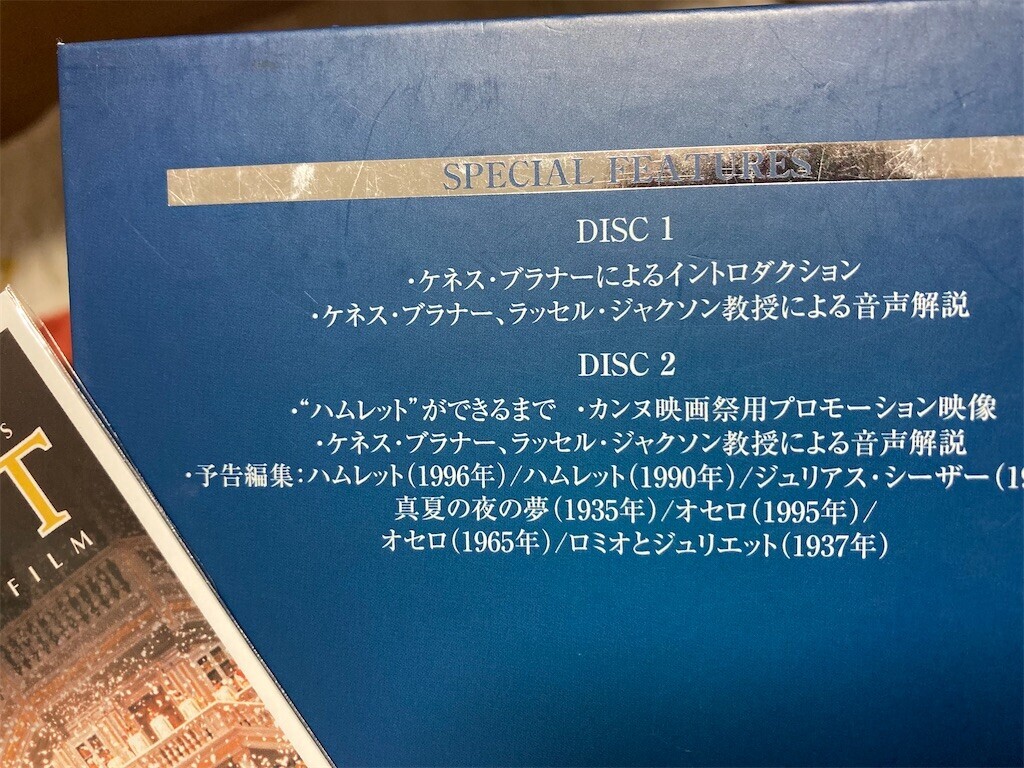 SPECIAL FEATURES
DISC 1
・ケネス・ブラナーによるイントロダクション
・ケネス・ブラナー、ラッセル・ジャクソン教授による音声解説
DISC 2
・“ハムレット”ができるまで ・カンヌ映画祭用プロモーション映像
・ケネス・ブラナー、ラッセル・ジャクソン教授による音声解説
・予告編集：ハムレット（1996年）/ハムレット（1990年）/ジュリアス・シーザー（19
真夏の夜の夢（1935年）/オセロ（1995年）/
オセロ（1965年）/ロミオとジュリエット（1937年）
S
T
FILM